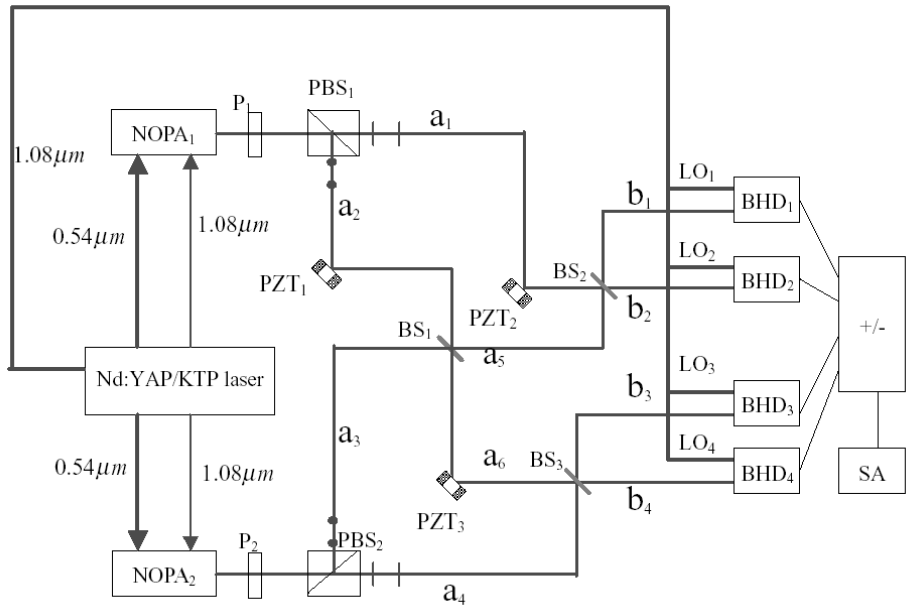 P₁
PBS₁
a₁
NOPA₁
1.08μm
a₂
b₁
LO₁
BHD₁
0.54μm
1.08μm
PZT₁
BS₂
LO₂
BHD₂
PZT₂
b₂
+/-
BS₁
a₅
Nd:YAP/KTP laser
b₃
LO₃
BHD₃
a₃
LO₄
0.54μm
1.08μm
a₆
BS₃
BHD₄
SA
PZT₃
b₄
P₂
PBS₂
NOPA₂
a₄